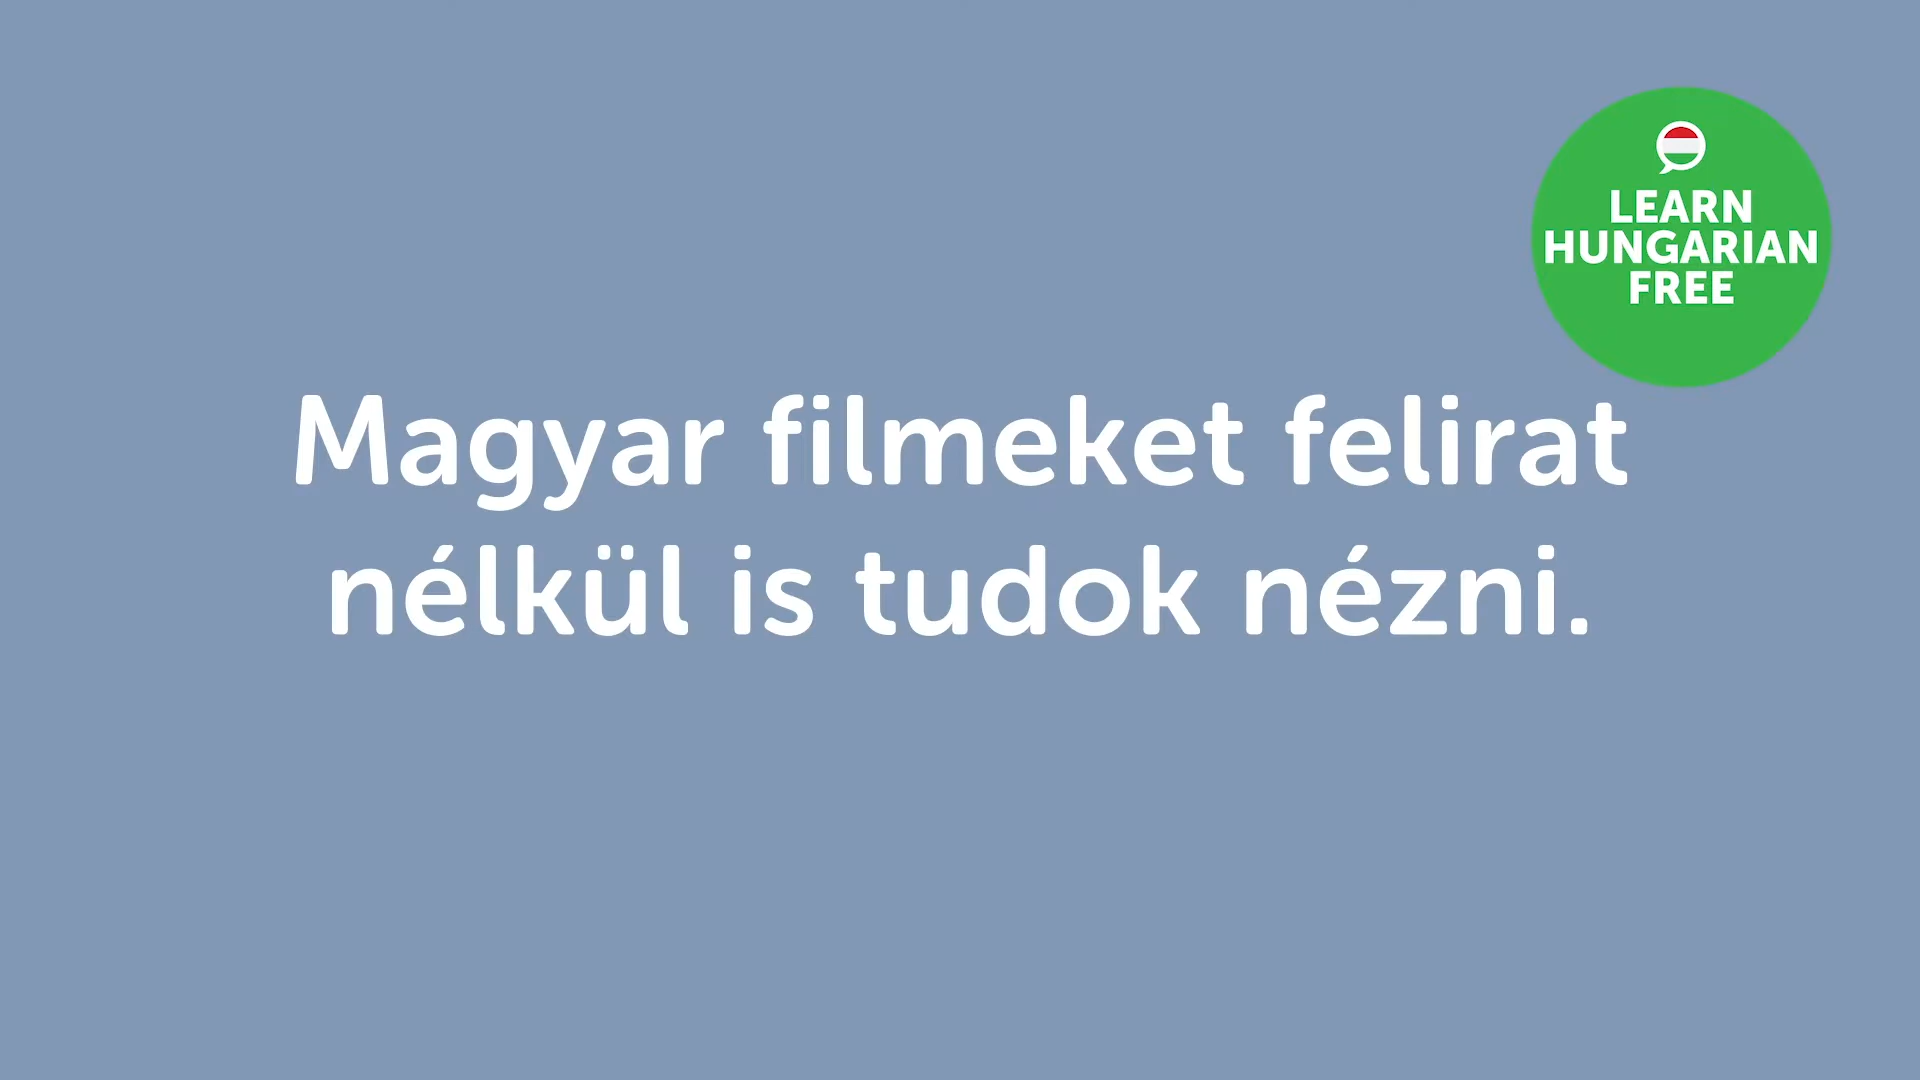 LEARN
HUNGARIAN
FREE
Magyar filmeket felirat
nélkül is tudok nézni.